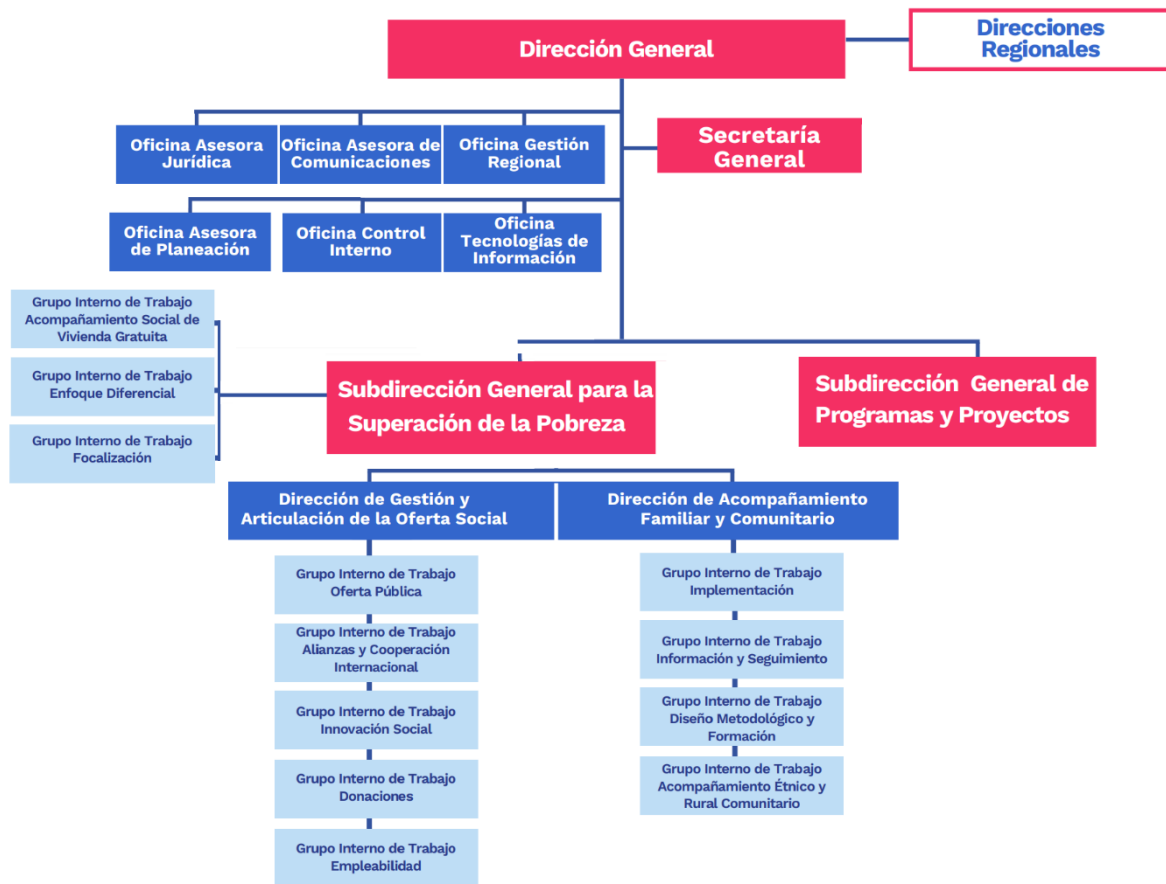 Dirección General
Direcciones
Regionales
Oficina Asesora
Jurídica
Oficina Asesora de
Comunicaciones
Oficina Gestión
Regional
Secretaría
General
Oficina Asesora
de Planeación
Oficina Control
Interno
Oficina
Tecnologías de
Información
Grupo Interno de Trabajo
Acompañamiento Social de
Vivienda Gratuita
Grupo Interno de Trabajo
Enfoque Diferencial
Grupo Interno de Trabajo
Focalización
Subdirección General para la
Superación de la Pobreza
Subdirección General de
Programas y Proyectos
Dirección de Gestión y
Articulación de la Oferta Social
Dirección de Acompañamiento
Familiar y Comunitario
Grupo Interno de Trabajo
Oferta Pública
Grupo Interno de Trabajo
Alianzas y Cooperación
Internacional
Grupo Interno de Trabajo
Innovación Social
Grupo Interno de Trabajo
Donaciones
Grupo Interno de Trabajo
Empleabilidad
Grupo Interno de Trabajo
Implementación
Grupo Interno de Trabajo
Información y Seguimiento
Grupo Interno de Trabajo
Diseño Metodológico y
Formación
Grupo Interno de Trabajo
Acompañamiento Étnico y
Rural Comunitario